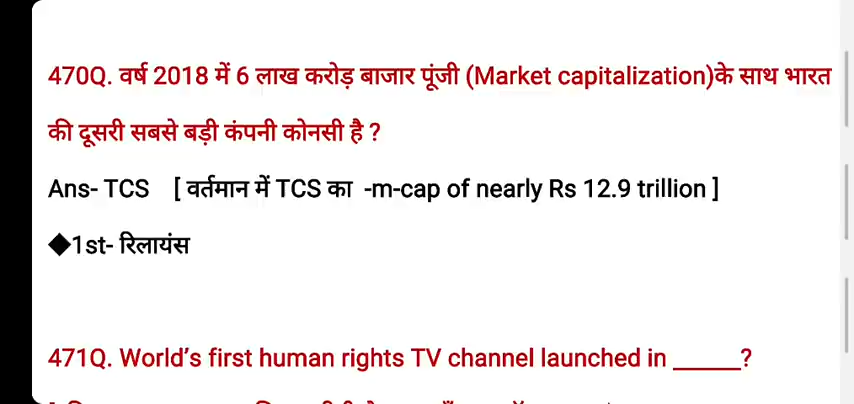 470Q. वर्ष 2018 में 6 लाख करोड़ बाजार पूंजी (Market capitalization)के साथ भारत
की दूसरी सबसे बड़ी कंपनी कोनसी है ?
Ans- TCS [ वर्तमान में TCS का -m-cap of nearly Rs 12.9 trillion ]
◆1st- रिलायंस
471Q. World’s first human rights TV channel launched in ______?